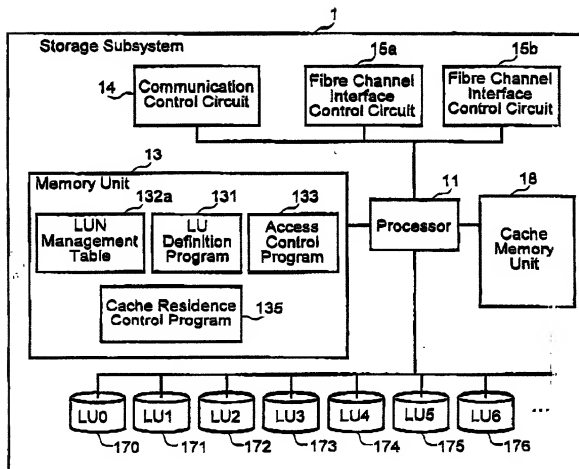 1
Storage Subsystem
14
Communication
Control Circuit
15a
Fibre Channel
Interface
Control Circuit
15b
Fibre Channel
Interface
Control Circuit
13
Memory Unit
132a
LUN
Management
Table
131
LU
Definition
Program
133
Access
Control
Program
Cache Residence
Control Program
135
11
Processor
18
Cache
Memory
Unit
LU0
LU1
LU2
LU3
LU4
LU5
LU6
...
170
171
172
173
174
175
176